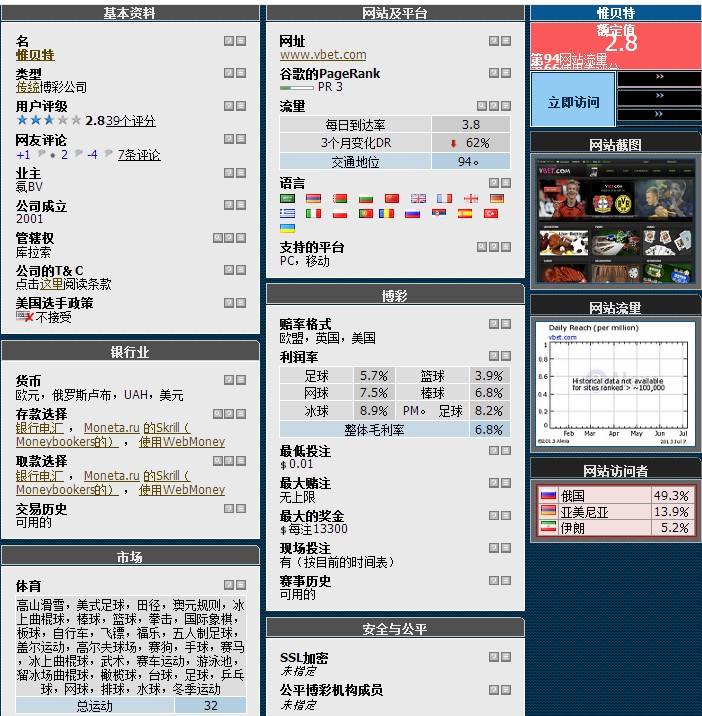 基本资料
名
惟贝特
类型
传统博彩公司
用户评级
2.8 39个评分
网友评论
+1 2 -4 7条评论
业主
氡BV
公司成立
2001
管辖权
库拉索
公司的T& C
点击这里阅读条款
美国选手政策
不接受
银行业
货币
欧元，俄罗斯卢布，UAH，美元
存款选择
银行电汇 ， Moneta.ru 的Skrill（
Moneybookers的） ， 使用WebMoney
取款选择
银行电汇 ， Moneta.ru 的Skrill（
Moneybookers的） ， 使用WebMoney
交易历史
可用的
市场
体育
高山滑雪，美式足球，田径，澳元规则，冰
上曲棍球，棒球，篮球，拳击，国际象棋，
板球，自行车，飞镖，福乐，五人制足球，
盖尔运动，高尔夫球场，赛狗，手球，赛马
，冰上曲棍球，武术，赛车运动，游泳池，
溜冰场曲棍球，橄榄球，台球，足球，乒乓
球，网球，排球，水球，冬季运动
总运动 32
网站及平台
网址
www.vbet.com
谷歌的PageRank
PR 3
流量
每日到达率 3.8
3个月变化DR 62%
交通地位 94。
语言
支持的平台
PC，移动
博彩
赔率格式
欧盟，英国，美国
利润率
足球 5.7% 篮球 3.9%
网球 7.5% 棒球 6.8%
冰球 8.9% PM。 足球 8.2%
整体毛利率 6.8%
最低投注
$0.01
最大赌注
无上限
最大的奖金
$每注13300
现场投注
有（按目前的时间表）
赛事历史
可用的
安全与公平
SSL加密
未指定
公平博彩机构成员
未指定
惟贝特
额定值
2.8
第94网站流量
立即访问
网站截图
VBET.COM
网站流量
Daily Reach (per million)
vbet.com
1
0.8
0.6
0.4
0.2
0
Historical data not available
for sites ranked > ~100,000
Feb Mar Apr May Jun Jul
©2013 Alexa 2013 Jul 7
网站访问者
俄国 49.3%
亚美尼亚 13.9%
伊朗 5.2%